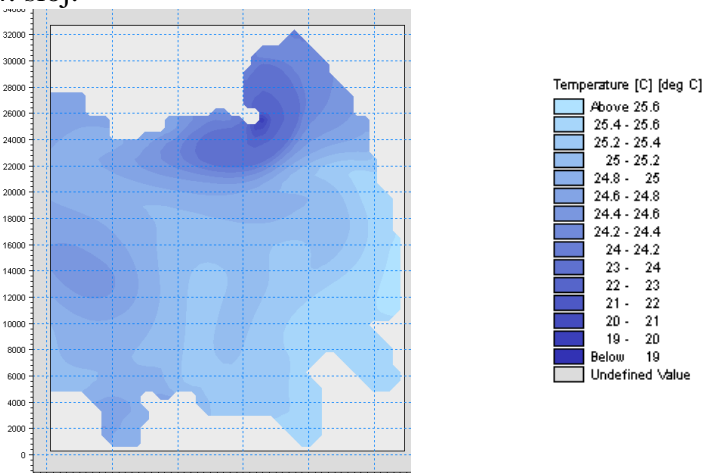 34000
32000
30000
28000
26000
24000
22000
20000
18000
16000
14000
12000
10000
8000
6000
4000
2000
0
Temperature [C] [deg C]
Above 25.6
25.4 - 25.6
25.2 - 25.4
25 - 25.2
24.8 - 25
24.6 - 24.8
24.4 - 24.6
24.2 - 24.4
24 - 24.2
23 - 24
22 - 23
21 - 22
20 - 21
19 - 20
Below 19
Undefined Value